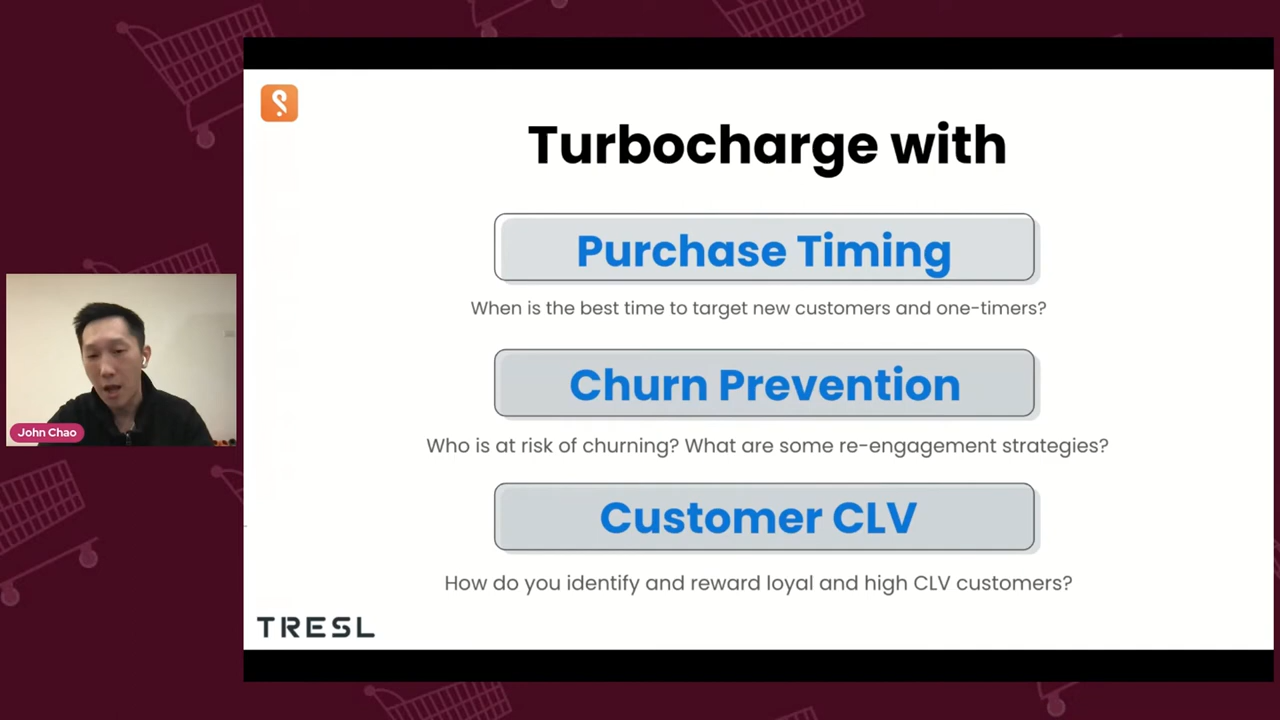 Turbocharge with
Purchase Timing
When is the best time to target new customers and one-timers?
Churn Prevention
Who is at risk of churning? What are some re-engagement strategies?
Customer CLV
How do you identify and reward loyal and high CLV customers?
TRESL
John Chao